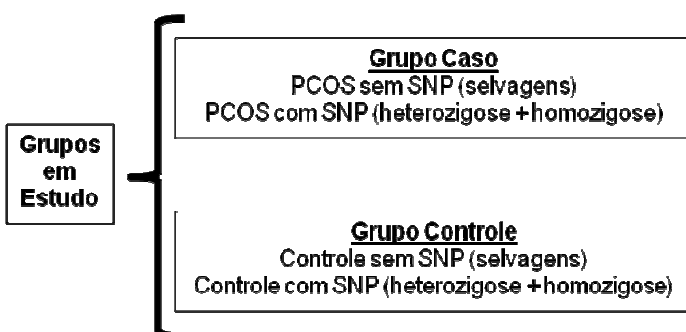 Grupos
em
Estudo
Grupo Caso
PCOS sem SNP (selvagens)
PCOS com SNP (heterozigose +homozigose)
Grupo Controle
Controle sem SNP (selvagens)
Controle com SNP (heterozigose +homozigose)